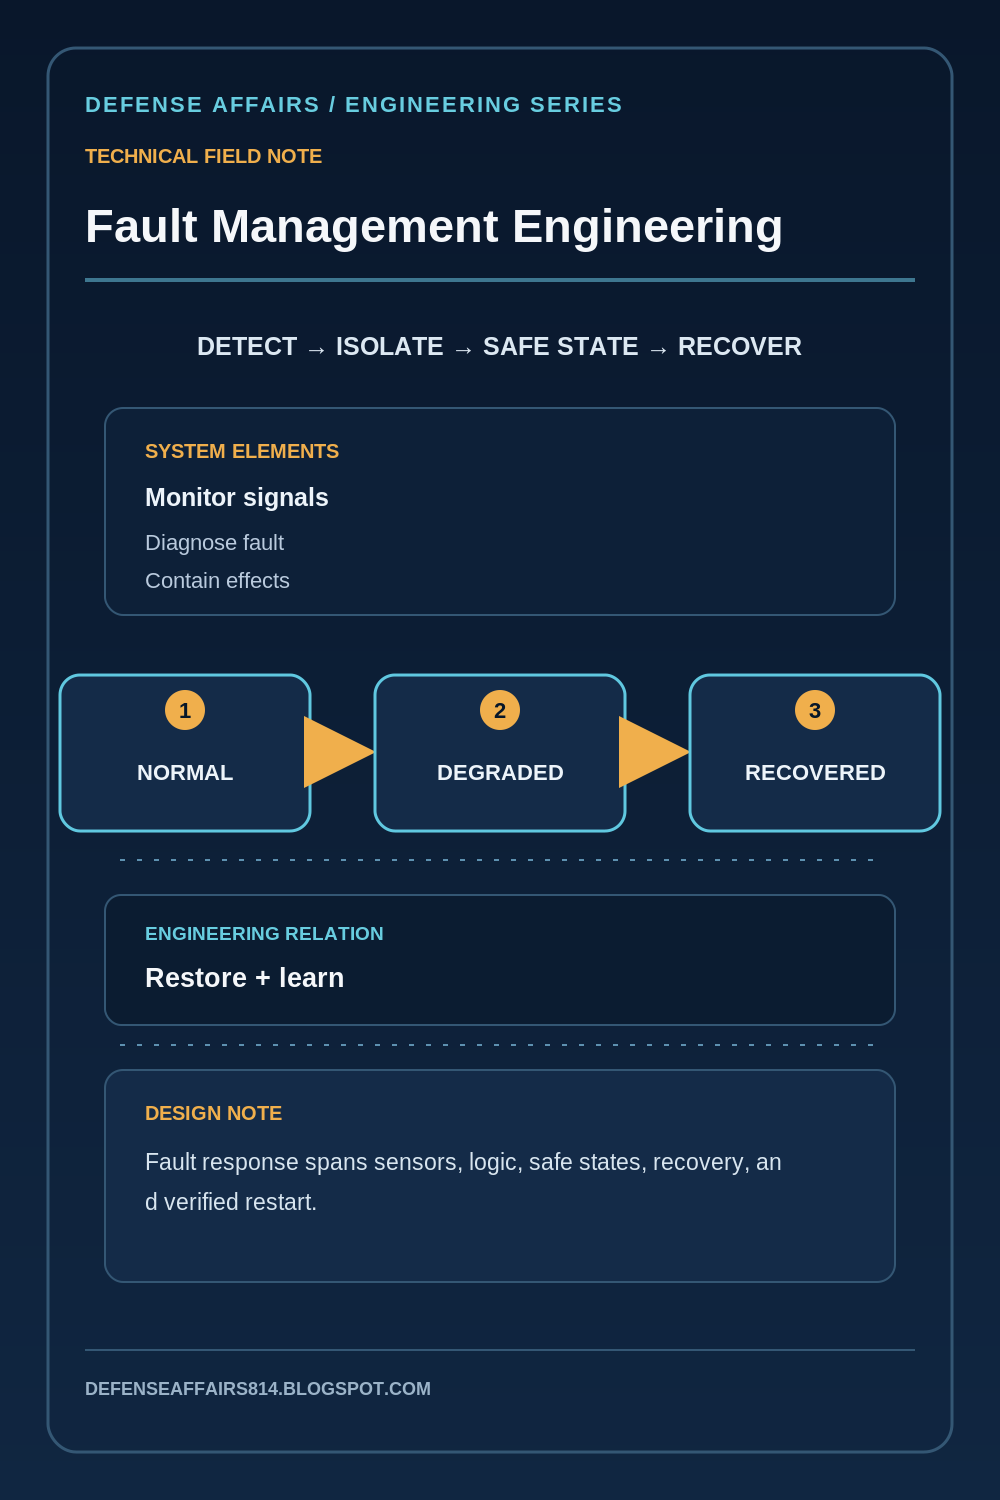 DEFENSE AFFAIRS / ENGINEERING SERIES
TECHNICAL FIELD NOTE
Fault Management Engineering
DETECT → ISOLATE → SAFE STATE → RECOVER
SYSTEM ELEMENTS
Monitor signals
Diagnose fault
Contain effects
1
NORMAL
2
DEGRADED
3
RECOVERED
ENGINEERING RELATION
Restore + learn
DESIGN NOTE
Fault response spans sensors, logic, safe states, recovery, an
d verified restart.
DEFENSEAFFAIRS814.BLOGSPOT.COM